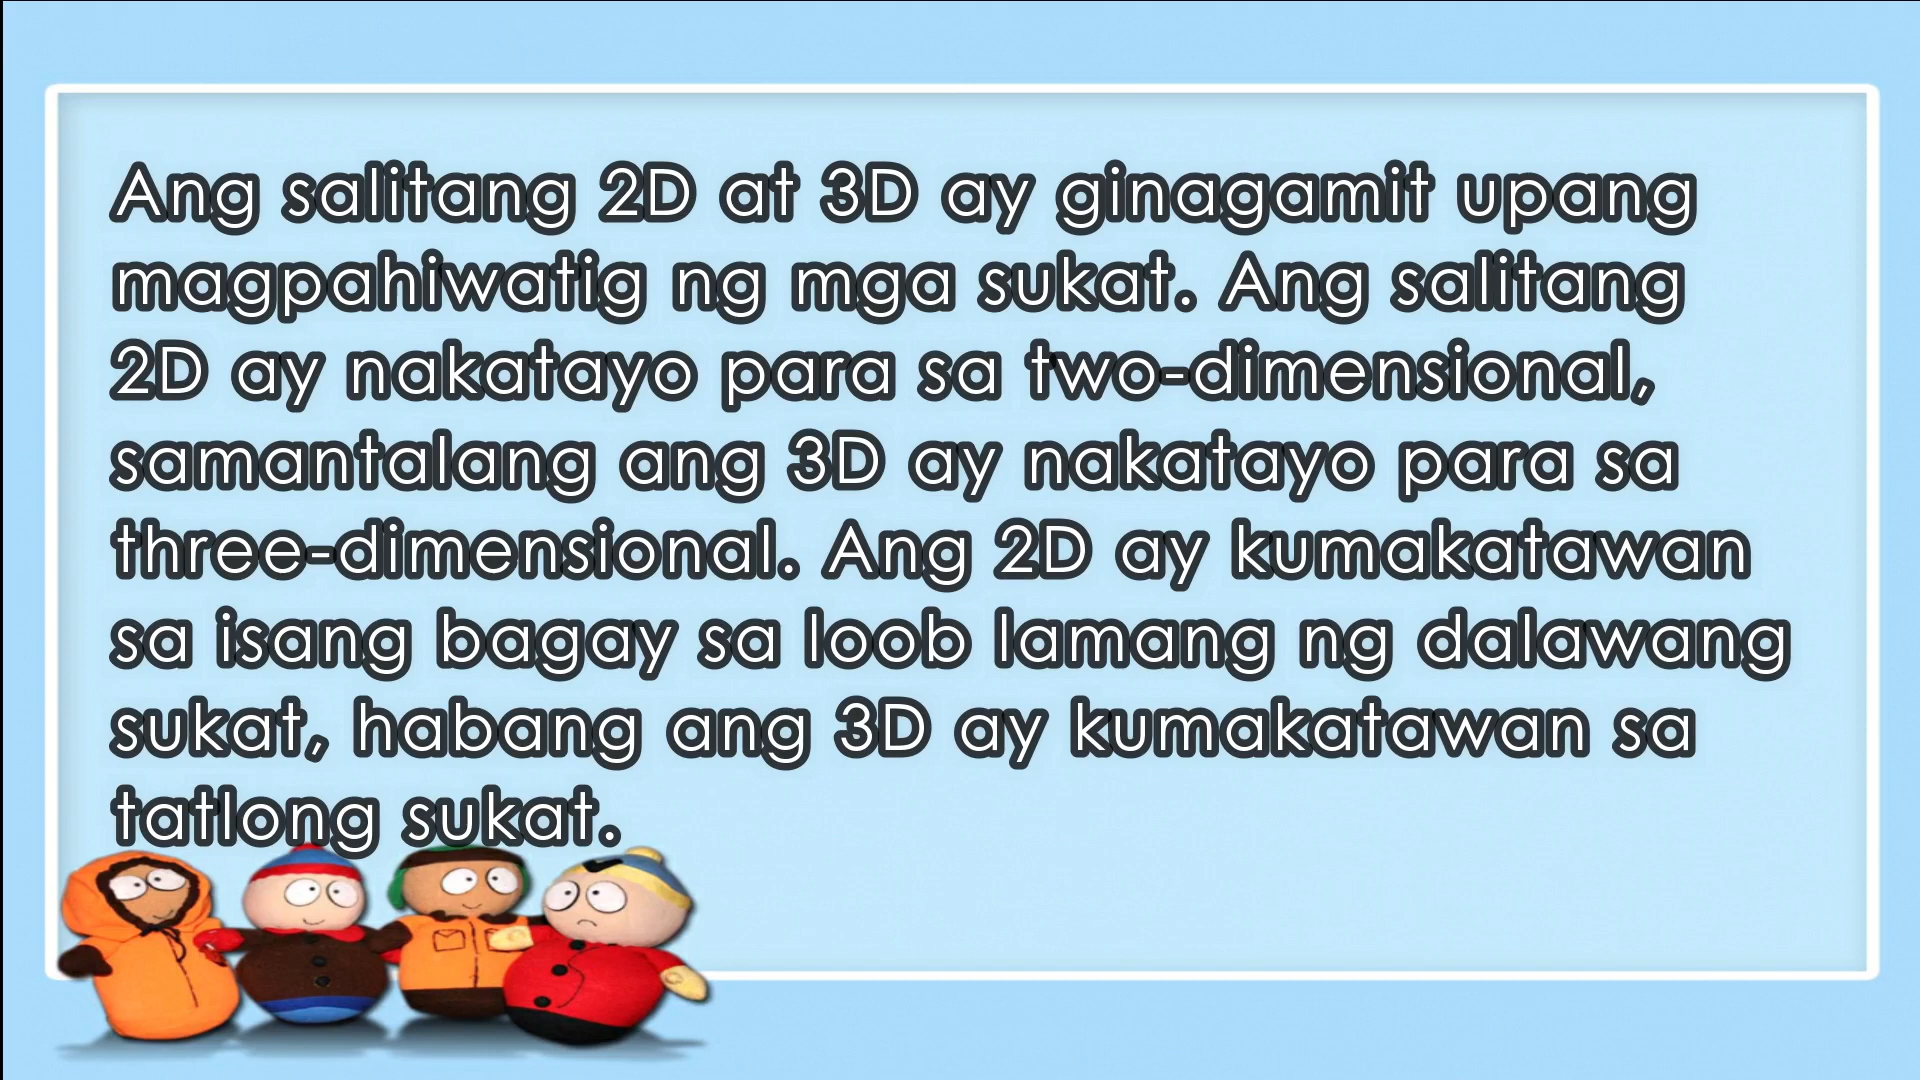 Ang salitang 2D at 3D ay ginagamit upang
magpahiwatig ng mga sukat. Ang salitang
2D ay nakatayo para sa two-dimensional,
samantalang ang 3D ay nakatayo para sa
three-dimensional. Ang 2D ay kumakatawan
sa isang bagay sa loob lamang ng dalawang
sukat, habang ang 3D ay kumakatawan sa
tatlong sukat.